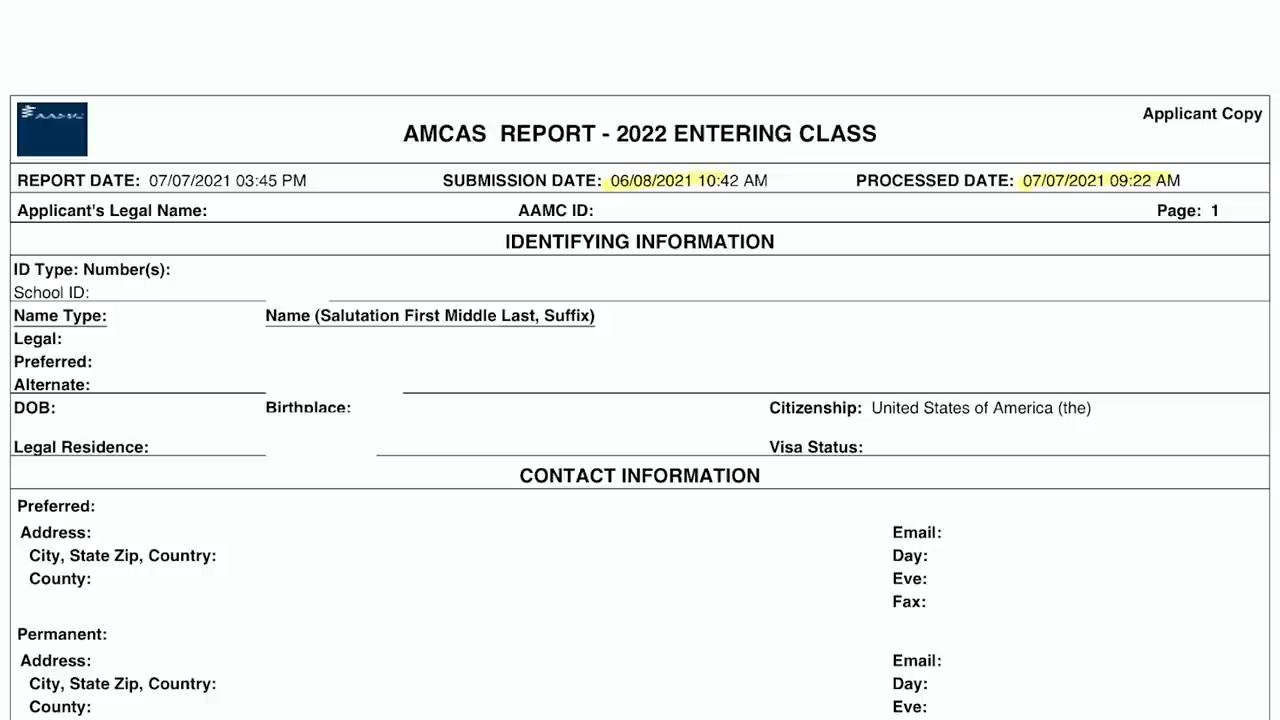 AAMC
Applicant Copy
AMCAS REPORT - 2022 ENTERING CLASS
REPORT DATE: 07/07/2021 03:45 PM SUBMISSION DATE: 06/08/2021 10:42 AM PROCESSED DATE: 07/07/2021 09:22 AM
Applicant's Legal Name: AAMC ID: Page: 1
IDENTIFYING INFORMATION
ID Type: Number(s):
School ID:
Name Type: Name (Salutation First Middle Last, Suffix)
Legal:
Preferred:
Alternate:
DOB: Birthplace: Citizenship: United States of America (the)
Legal Residence: Visa Status:
CONTACT INFORMATION
Preferred:
Address: Email:
City, State Zip, Country: Day:
County: Eve:
Fax:
Permanent:
Address: Email:
City, State Zip, Country: Day:
County: Eve: